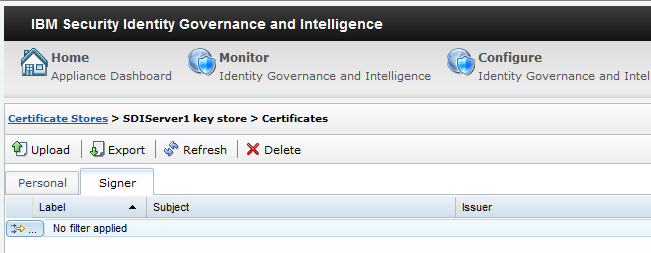 IBM Security Identity Governance and Intelligence
Home Monitor Configure
Appliance Dashboard Identity Governance and Intelligence Identity Governance and Intel
Certificate Stores > SDIServer1 key store > Certificates
Upload Export Refresh Delete
Personal Signer
Label Subject Issuer
... No filter applied